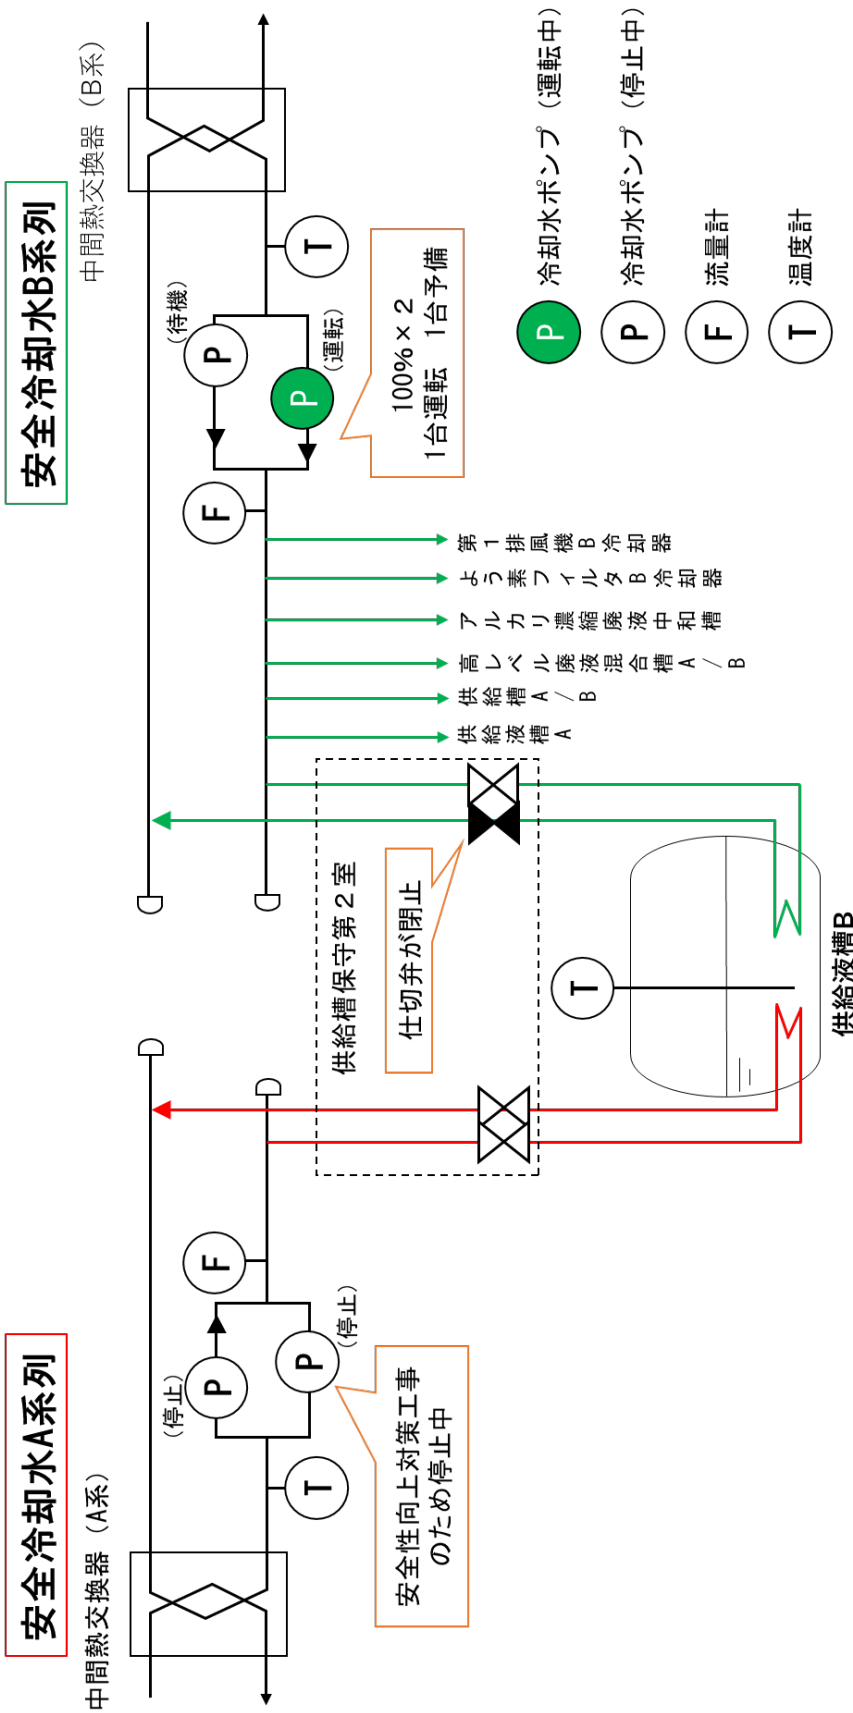 安全冷却水A系列
安全冷却水B系列
中間熱交換器（A系）
中間熱交換器（B系）
(停止)
P
P
(停止)
F
T
安全性向上対策工事
のため停止中
(待機)
P
P
(運転)
F
T
100%×2
1台運転　1台予備
供給槽保守第2室
仕切弁が閉止
供給液槽A
供給槽A／B
高レベル廃液混合槽A／B
アルカリ濃縮廃液中和槽
よう素フィルタB冷却器
第1排風機B冷却器
T
供給液槽B
P 冷却水ポンプ（運転中）
P 冷却水ポンプ（停止中）
F 流量計
T 温度計